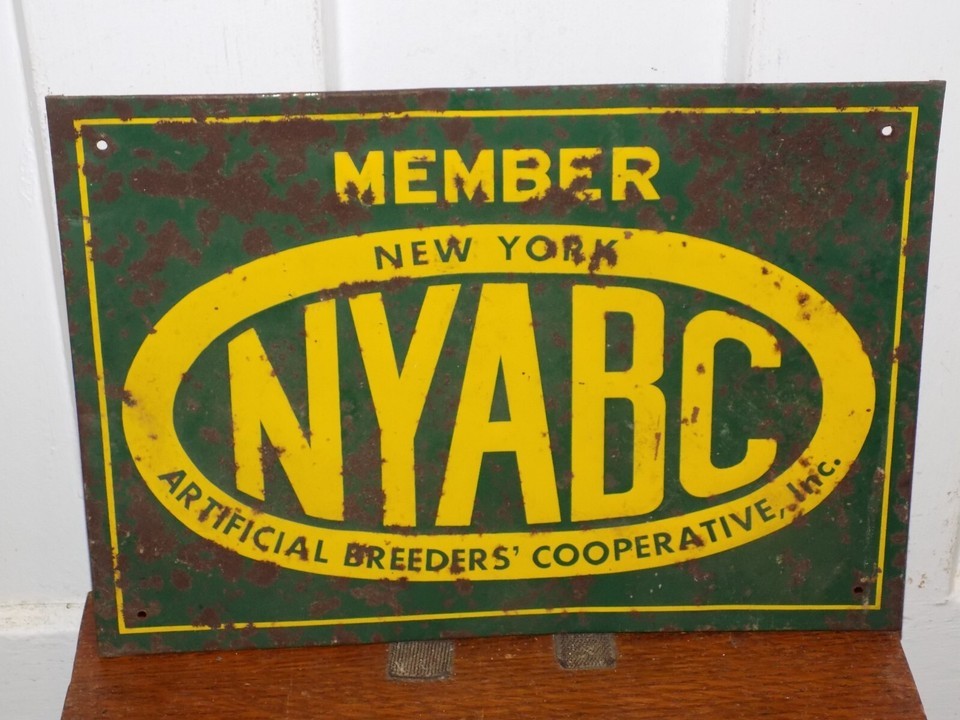 MEMBER
NEW YORK
NYABC
ARTIFICIAL BREEDERS' COOPERATIVE, Inc.